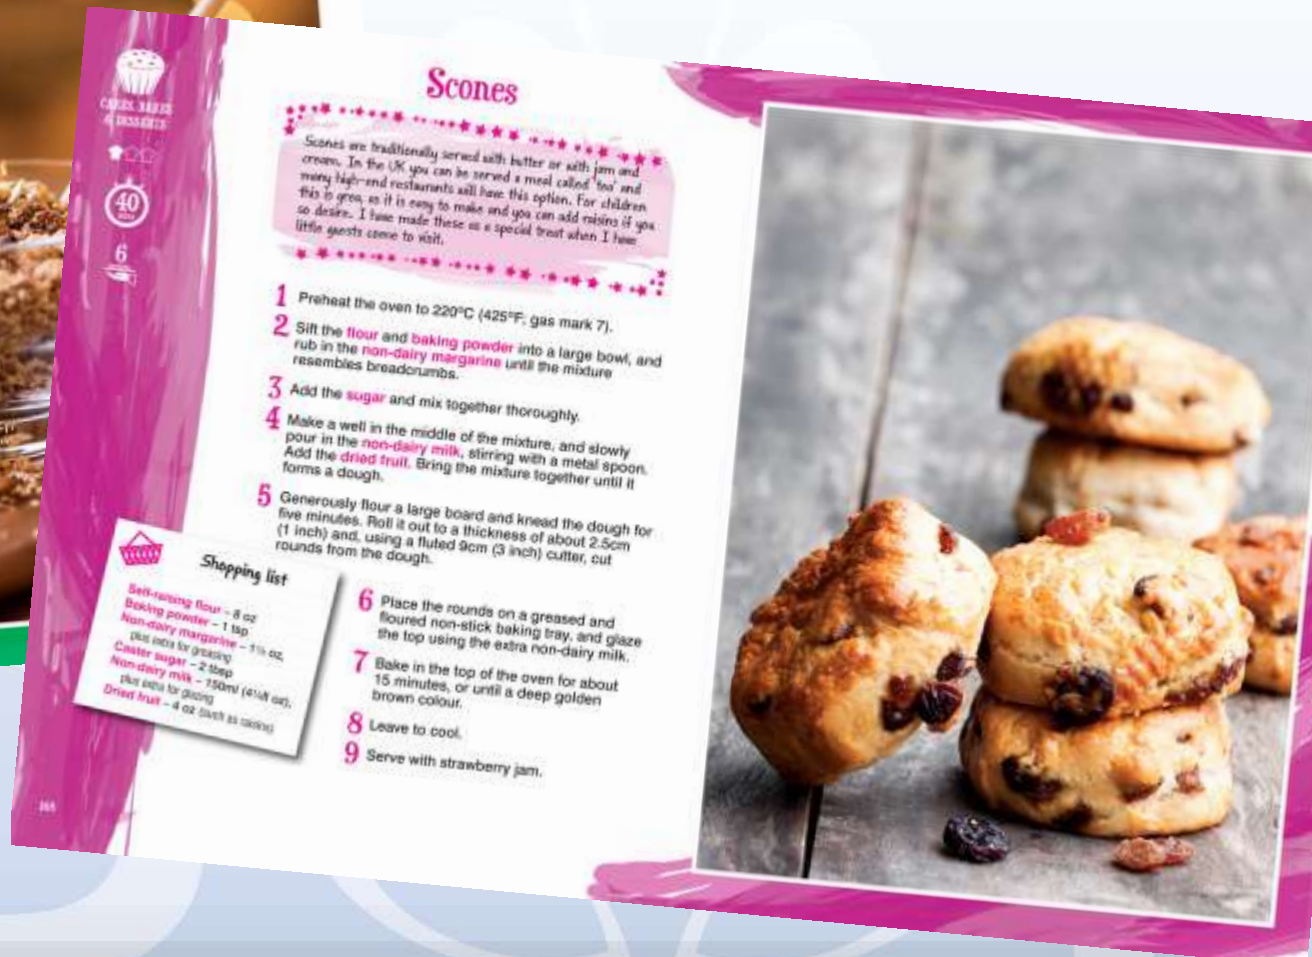 CAKES, BAKES
& DESSERTS
40
MINS
6
Scones
Scones are traditionally served with butter or with jam and
cream. In the UK you can be served a meal called 'tea' and
many high-end restaurants will have this option. For children
this is great, as it is easy to make and you can add raisins if you
so desire. I have made these as a special treat when I have
little guests come to visit.
1 Preheat the oven to 220ºC (425ºF, gas mark 7).
2 Sift the flour and baking powder into a large bowl, and
rub in the non-dairy margarine until the mixture
resembles breadcrumbs.
3 Add the sugar and mix together thoroughly.
4 Make a well in the middle of the mixture, and slowly
pour in the non-dairy milk, stirring with a metal spoon.
Add the dried fruit. Bring the mixture together until it
forms a dough.
5 Generously flour a large board and knead the dough for
five minutes. Roll it out to a thickness of about 2.5cm
(1 inch) and, using a fluted 9cm (3 inch) cutter, cut
rounds from the dough.
6 Place the rounds on a greased and
floured non-stick baking tray, and glaze
the top using the extra non-dairy milk.
7 Bake in the top of the oven for about
15 minutes, or until a deep golden
brown colour.
8 Leave to cool.
9 Serve with strawberry jam.
Shopping list
Self-raising flour – 8 oz
Baking powder – 1 tsp
Non-dairy margarine – oz,
plus extra for greasing
Caster sugar – 2 tbsp
Non-dairy milk – 150ml
plus extra for glazing
Dried fruit – 4 oz (such as raisins)